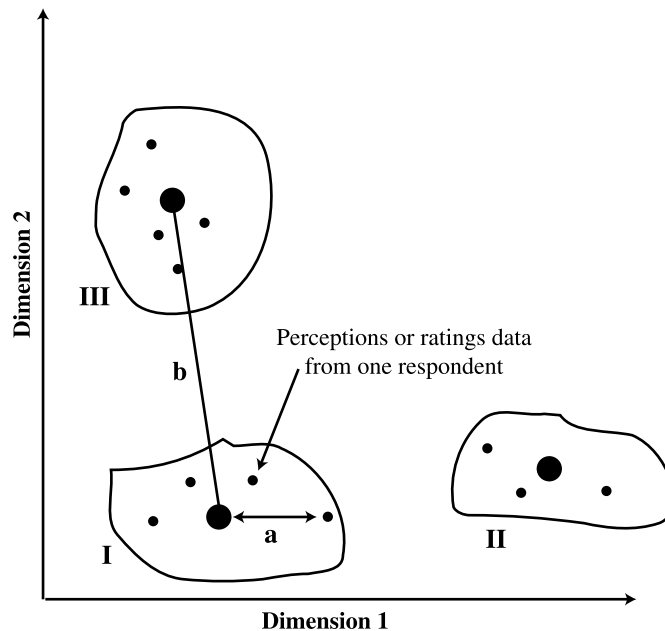 Dimension 2
III
Perceptions or ratings data
from one respondent
b
a
I
II
Dimension 1